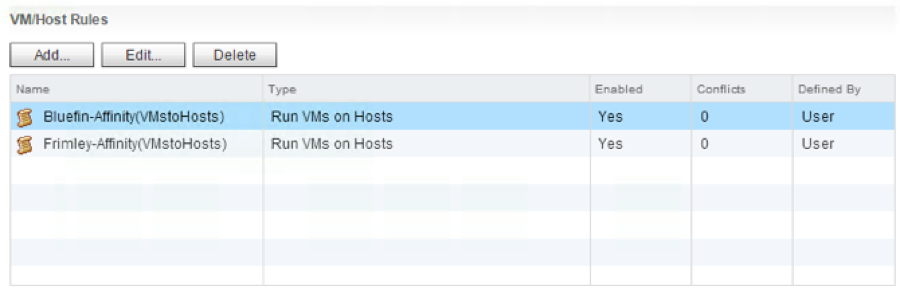 VM/Host Rules
Add... Edit... Delete
Name Type Enabled Conflicts Defined By
Bluefin-Affinity(VMstoHosts) Run VMs on Hosts Yes 0 User
Frimley-Affinity(VMstoHosts) Run VMs on Hosts Yes 0 User